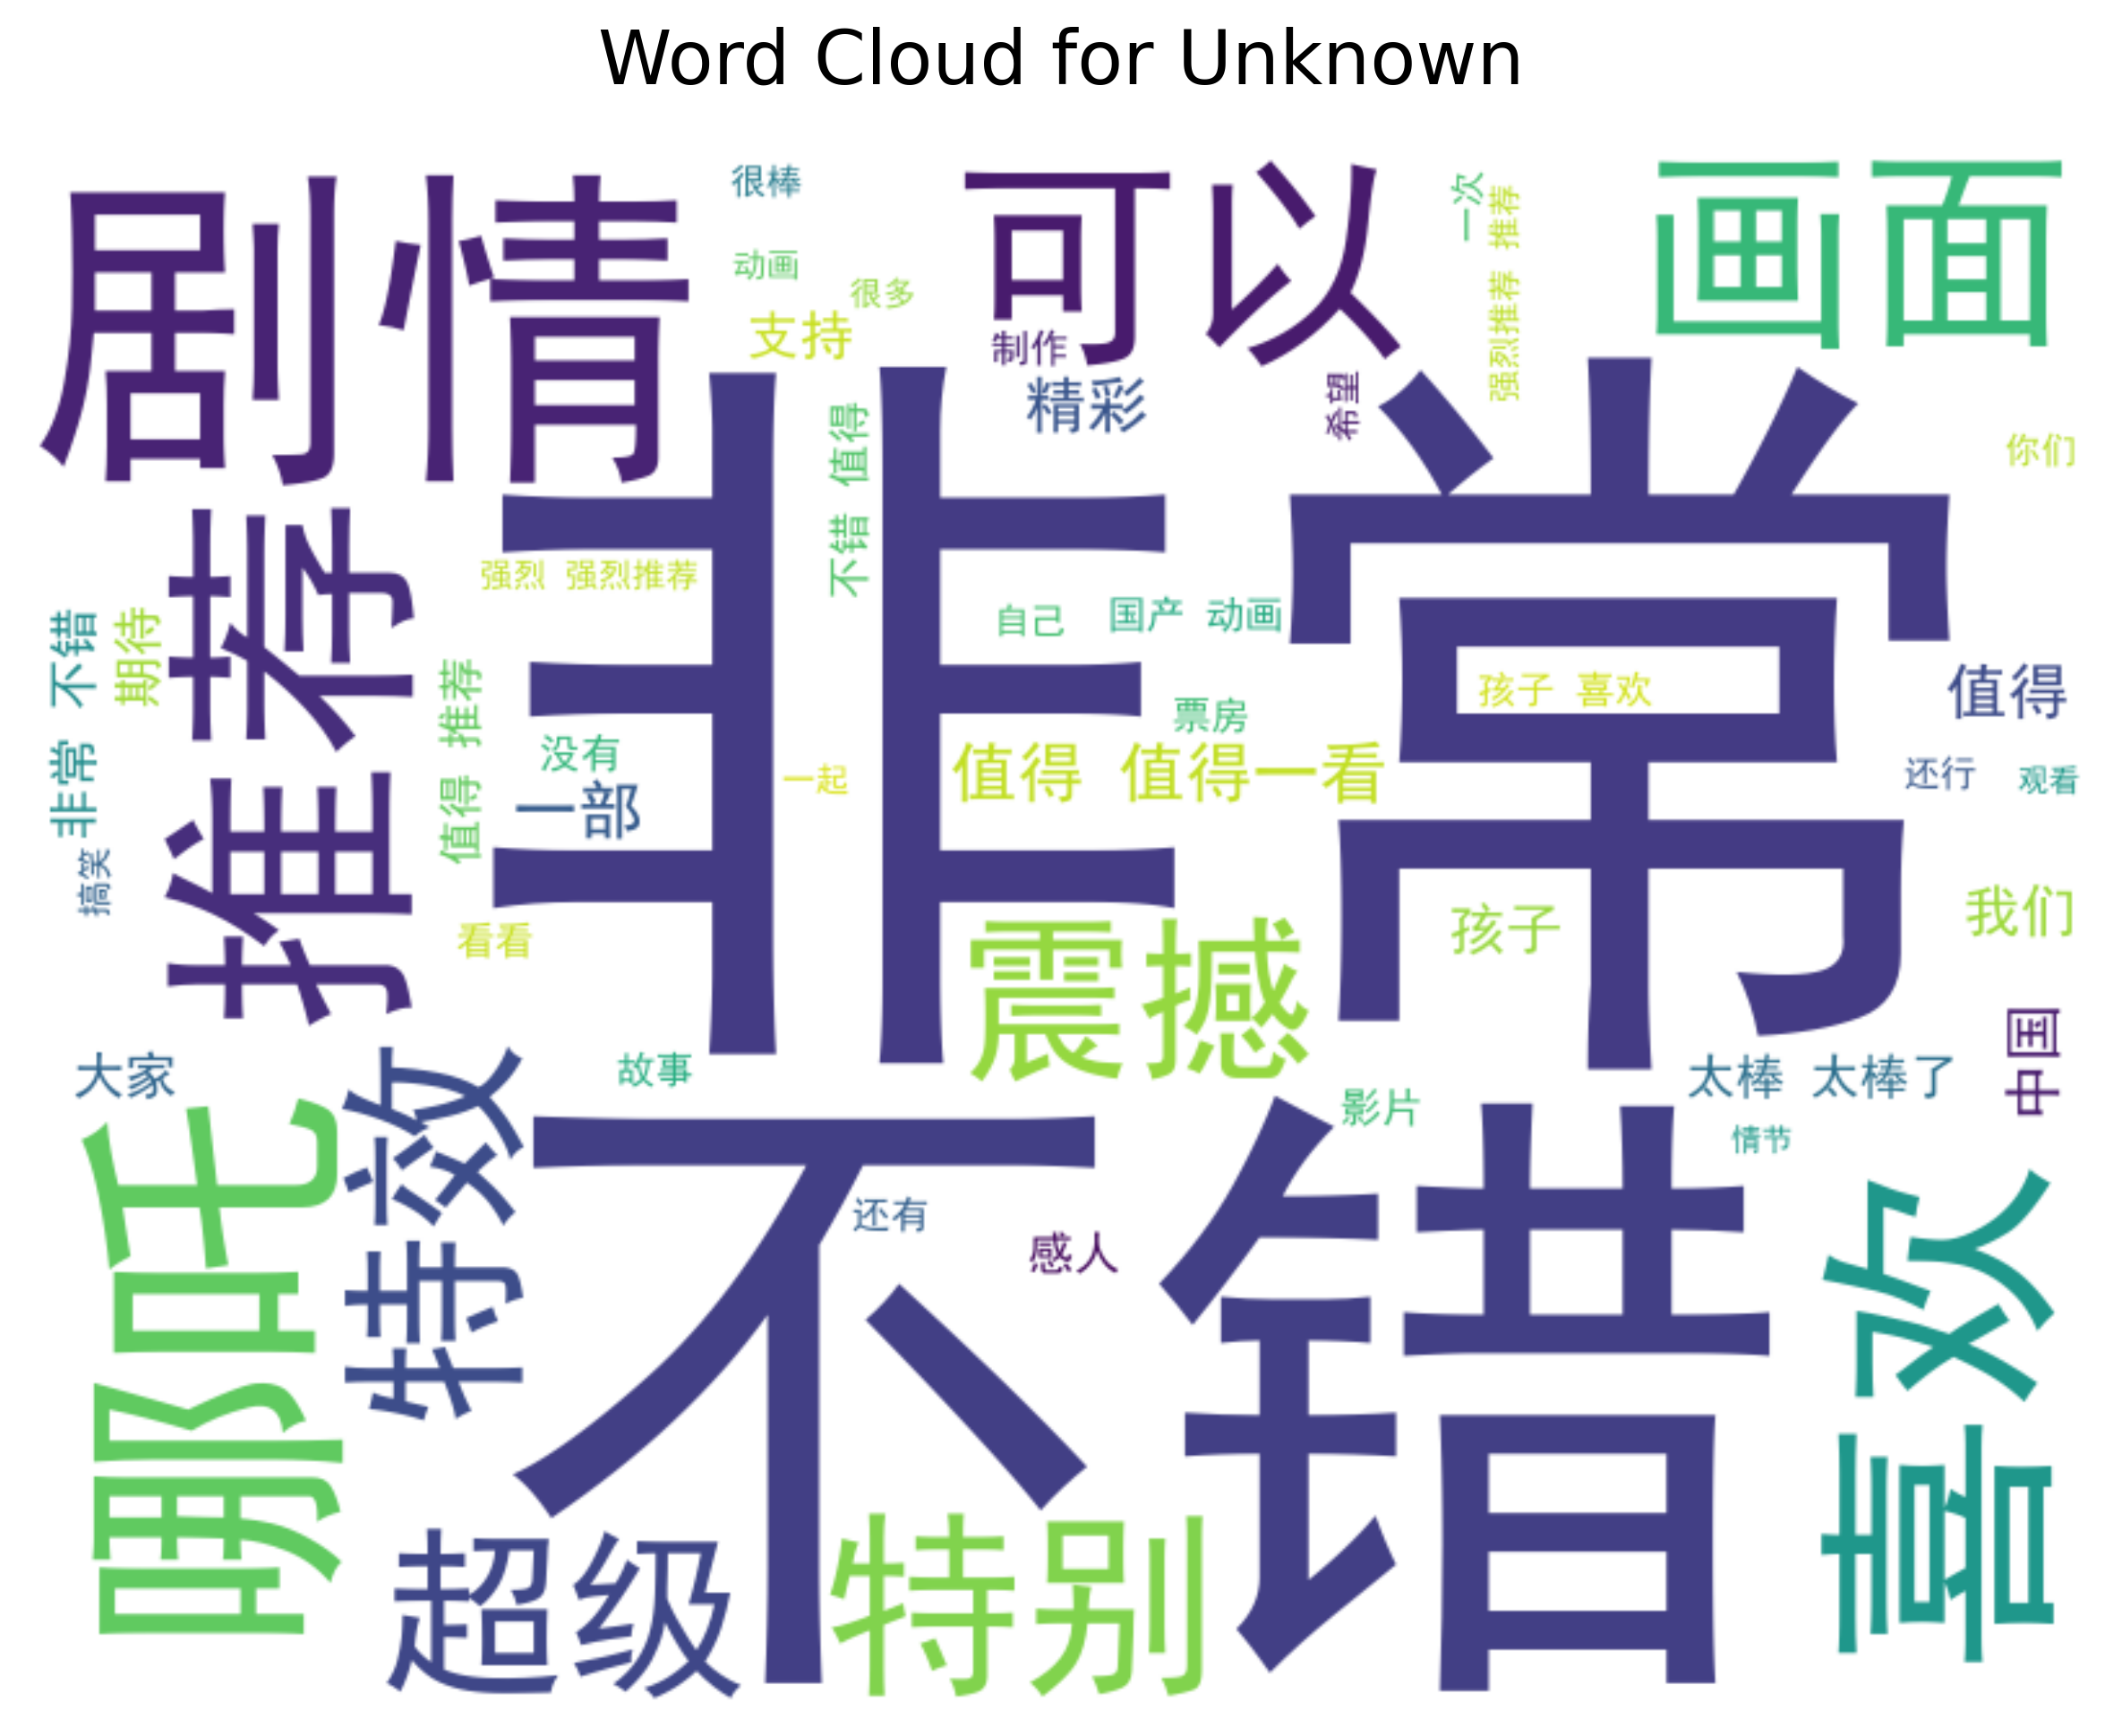 Word Cloud for Unknown
剧情
很棒
可以
一次
强烈推荐 推荐
画面
动画
很多
支持
制作
精彩
希望
你们
推荐
非常
不错 值得
强烈 强烈推荐
自己
国产 动画
非常 不错
期待
值得 推荐
孩子 喜欢
值得
票房
没有
一起
值得 值得一看
还行
观看
一部
搞笑
看看
震撼
孩子
我们
中国
大家
特效
故事
影片
太棒 太棒了
情节
哪吒
不错
还有
感人
喜欢
超级
特别